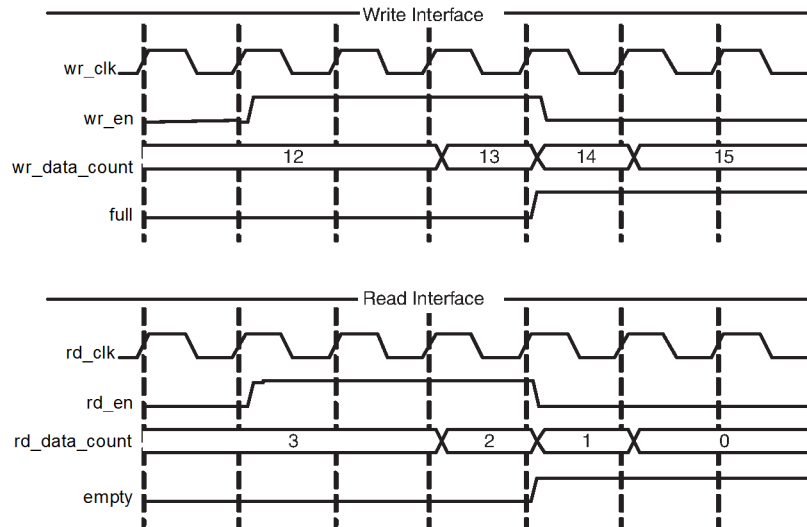 Write Interface
wr_clk
wr_en
wr_data_count 12 13 14 15
full
Read Interface
rd_clk
rd_en
rd_data_count 3 2 1 0
empty